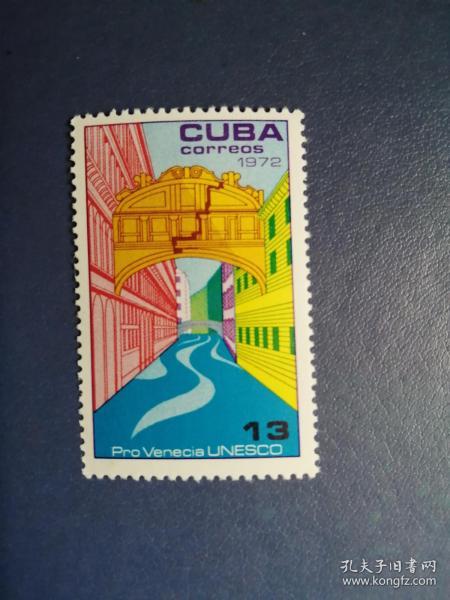 CUBA
correos
1972
13
Pro Venecia UNESCO
孔夫子旧书网
www.kongfz.com